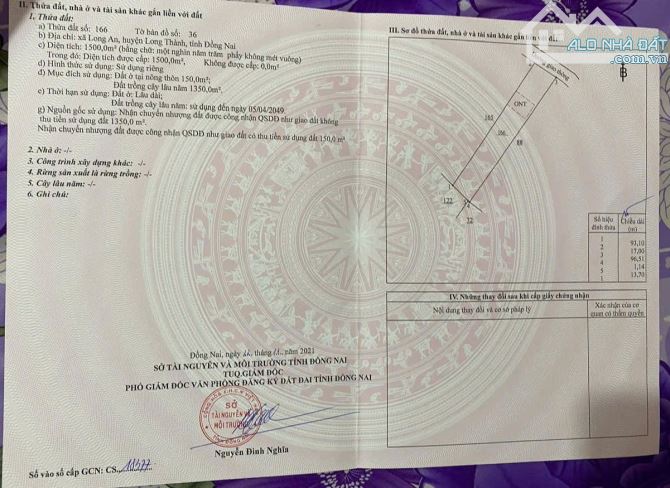 II. Thửa đất, nhà ở và tài sản khác gắn liền với đất
1. Thửa đất:
a) Thửa đất số: 166 Tờ bản đồ số: 36
b) Địa chỉ: xã Long An, huyện Long Thành, tỉnh Đồng Nai
c) Diện tích: 1500,0m², (bằng chữ: một nghìn năm trăm phẩy không mét vuông)
Trong đó: Diện tích được cấp: 1500,0m², Không được cấp: 0,0m²
d) Hình thức sử dụng: Sử dụng riêng
đ) Mục đích sử dụng: Đất ở tại nông thôn 150,0m²;
Đất trồng cây lâu năm 1350,0m².
e) Thời hạn sử dụng: Đất ở: Lâu dài;
Đất trồng cây lâu năm: sử dụng đến ngày 05/04/2049
g) Nguồn gốc sử dụng: Nhận chuyển nhượng đất được công nhận QSDĐ như giao đất không
thu tiền sử dụng đất 1350,0 m².
Nhận chuyển nhượng đất được công nhận QSDĐ như giao đất có thu tiền sử dụng đất 150,0 m²
2. Nhà ở: -/-
3. Công trình xây dựng khác: -/-
4. Rừng sản xuất là rừng trồng: -/-
5. Cây lâu năm: -/-
6. Ghi chú:
Đồng Nai, ngày tháng năm 2021
SỞ TÀI NGUYÊN VÀ MÔI TRƯỜNG TỈNH ĐỒNG NAI
TUQ.GIÁM ĐỐC
PHÓ GIÁM ĐỐC VĂN PHÒNG ĐĂNG KÝ ĐẤT ĐAI TỈNH ĐỒNG NAI
SỞ
TÀI NGUYÊN VÀ
MÔI TRƯỜNG
Nguyễn Đình Nghĩa
Số vào sổ cấp GCN: CS
III. Sơ đồ thửa đất, nhà ở và tài sản khác gắn liền với đất
ALO NHÀ ĐẤT
.com.vn
giao thông
B
ONT
163
166
88
122
32
Số hiệu đỉnh thửa Chiều dài (m)
1
93,10
2
17,00
3
96,51
4
1,14
5
13,70
1
IV. Những thay đổi sau khi cấp giấy chứng nhận
Nội dung thay đổi và cơ sở pháp lý
Xác nhận của cơ
quan có thẩm quyền